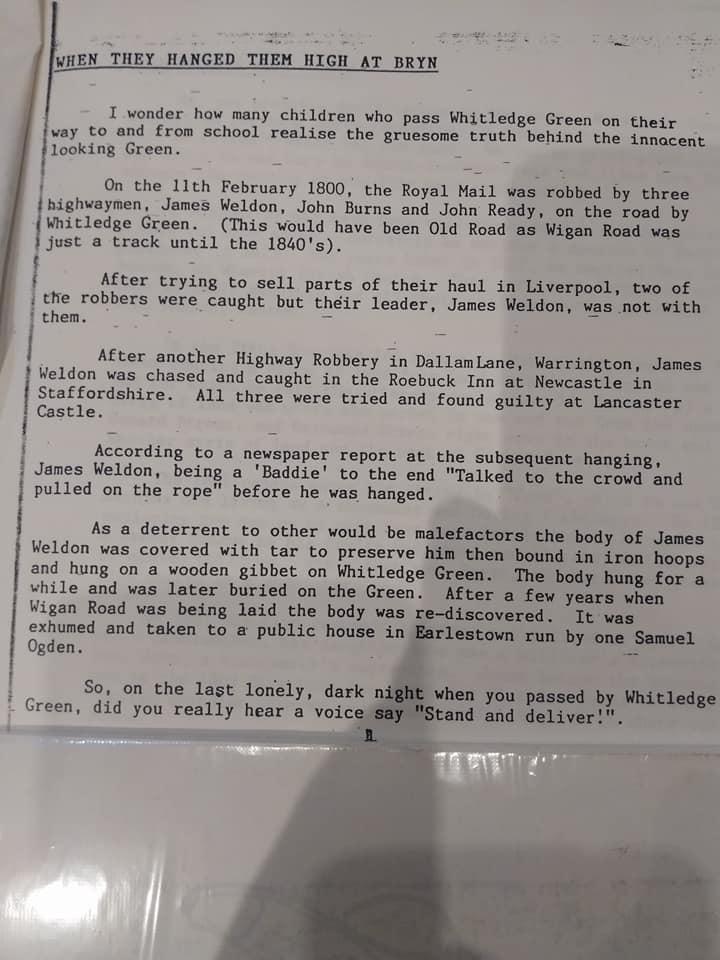 WHEN THEY HANGED THEM HIGH AT BRYN
I wonder how many children who pass Whitledge Green on their
way to and from school realise the gruesome truth behind the innocent
looking Green.
On the 11th February 1800, the Royal Mail was robbed by three
highwaymen, James Weldon, John Burns and John Ready, on the road by
Whitledge Green. (This would have been Old Road as Wigan Road was
just a track until the 1840's).
After trying to sell parts of their haul in Liverpool, two of
the robbers were caught but their leader, James Weldon, was not with
them.
After another Highway Robbery in Dallam Lane, Warrington, James
Weldon was chased and caught in the Roebuck Inn at Newcastle in
Staffordshire. All three were tried and found guilty at Lancaster
Castle.
According to a newspaper report at the subsequent hanging,
James Weldon, being a 'Baddie' to the end "Talked to the crowd and
pulled on the rope" before he was hanged.
As a deterrent to other would be malefactors the body of James
Weldon was covered with tar to preserve him then bound in iron hoops
and hung on a wooden gibbet on Whitledge Green. The body hung for a
while and was later buried on the Green. After a few years when
Wigan Road was being laid the body was re-discovered. It was
exhumed and taken to a public house in Earlestown run by one Samuel
Ogden.
So, on the last lonely, dark night when you passed by Whitledge
Green, did you really hear a voice say "Stand and deliver!".